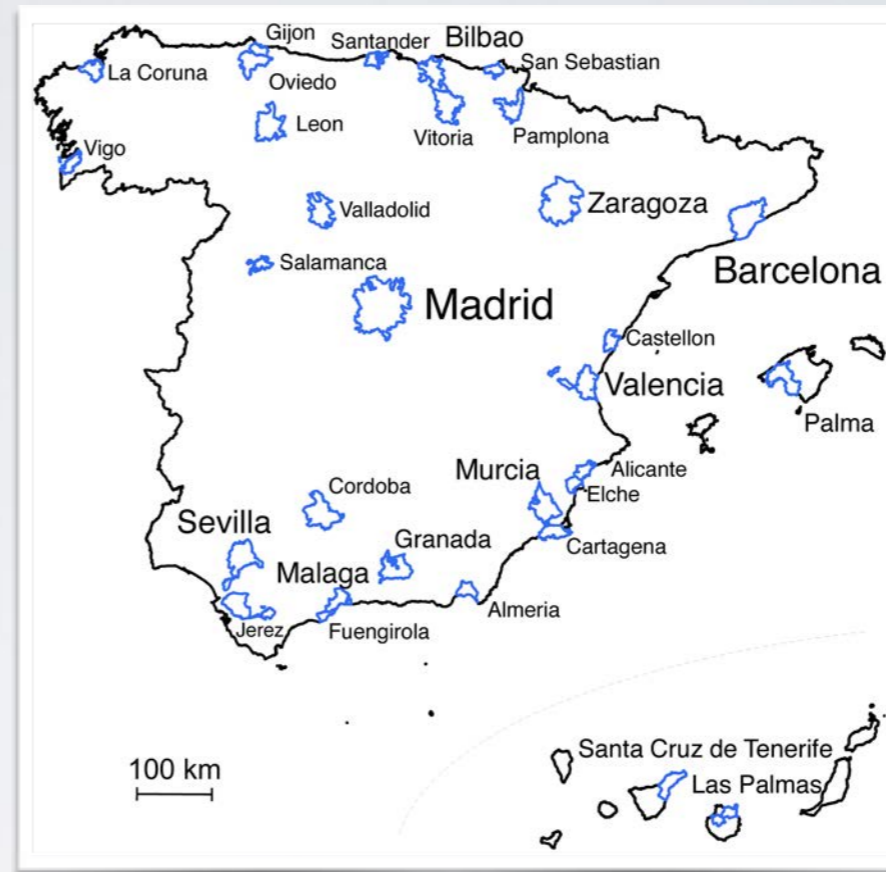 Gijon
Santander
Bilbao
La Coruna
Oviedo
San Sebastian
Leon
Vitoria
Pamplona
Vigo
Valladolid
Zaragoza
Salamanca
Barcelona
Madrid
Castellon
Valencia
Palma
Murcia
Alicante
Cordoba
Elche
Sevilla
Granada
Cartagena
Malaga
Almeria
Jerez
Fuengirola
Santa Cruz de Tenerife
100 km
Las Palmas